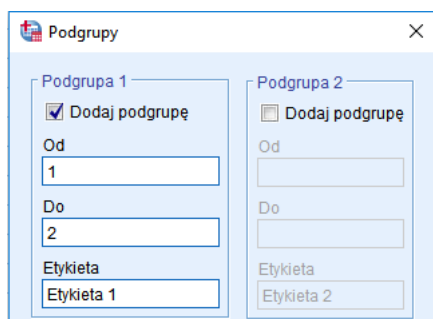 Podgrupy
Podgrupa 1
Dodaj podgrupę
Od
1
Do
2
Etykieta
Etykieta 1
Podgrupa 2
Dodaj podgrupę
Od
Do
Etykieta
Etykieta 2